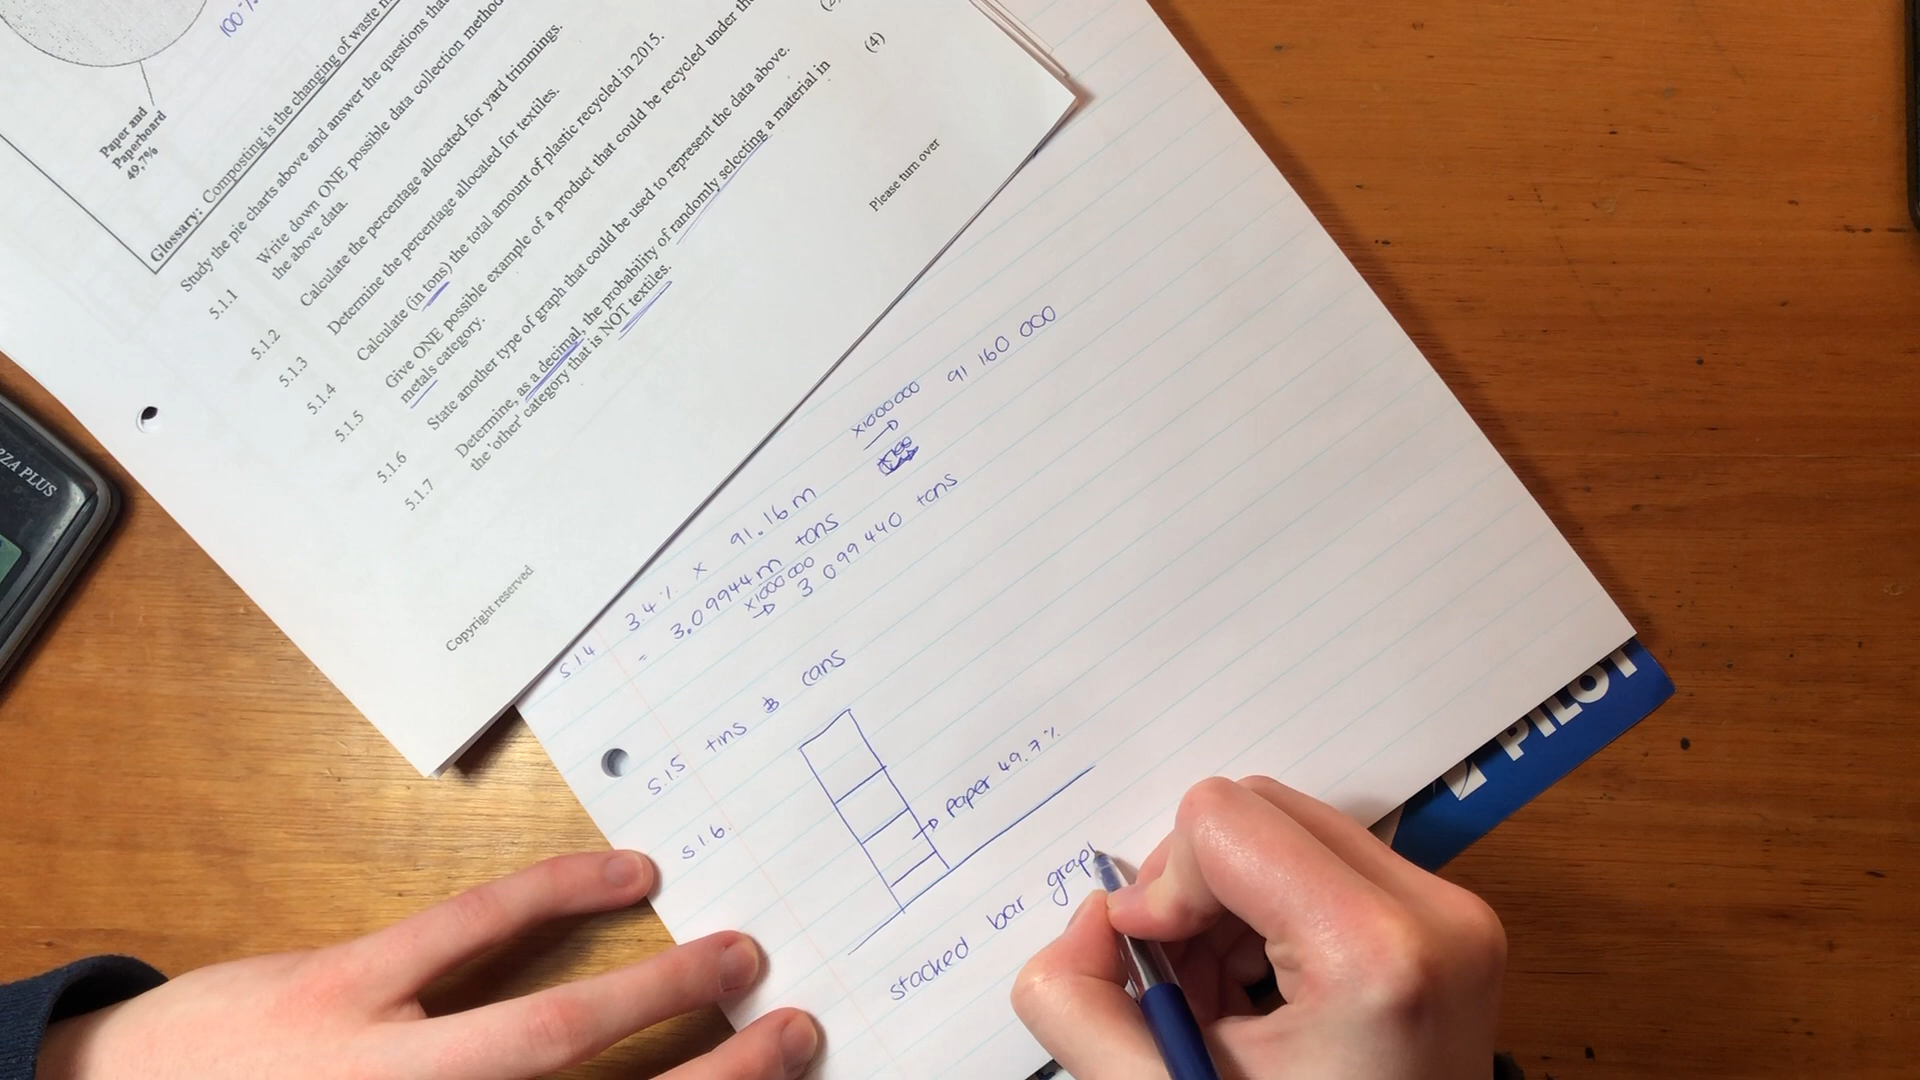 100 -
Paper and
Paperboard
49,7%
Glossary: Composting is the changing of waste
Study the pie charts above and answer the questions
5.1.1 Write down ONE possible data collection
the above data.
5.1.2 Calculate the percentage allocated for yard trimmings.
5.1.3 Determine the percentage allocated for textiles.
5.1.4 Calculate (in tons) the total amount of plastic recycled in 2015.
5.1.5 Give ONE possible example of a product that could be recycled under
metals category.
5.1.6 State another type of graph that could be used to represent the data above.
5.1.7 Determine, as a decimal, the probability of randomly selecting a material in
the 'other' category that is NOT textiles.
(4)
Please turn over
Copyright reserved
5.1.4 3.4% × 91.16m ×1000000 → 91 160 000
= 3.09944m tons
×1000000 → 3 099 440 tons
5.1.5 tins & cans
5.1.6.
→ Paper 49.7%
stacked bar grap
ZA PLUS
PILOT